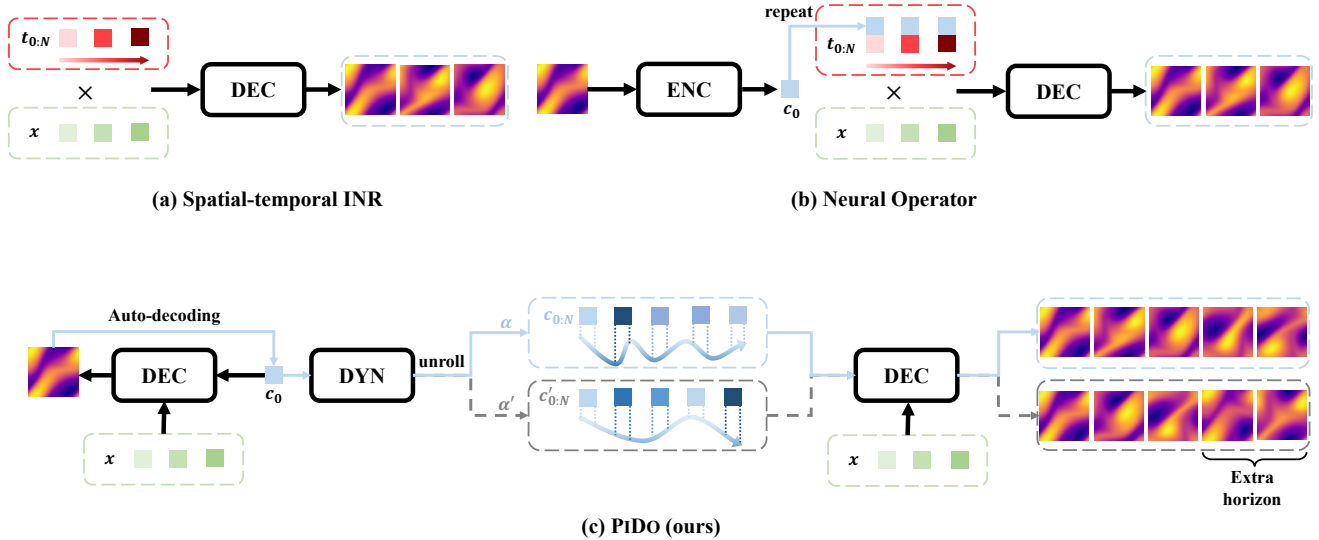 t₀:N
×
DEC
x
(a) Spatial-temporal INR
repeat
ENC
c₀
t₀:N
×
x
DEC
(b) Neural Operator
Auto-decoding
DEC
c₀
x
DYN
unroll
α
c₀:N
α′
c′₀:N
DEC
x
Extra
horizon
(c) PIDO (ours)